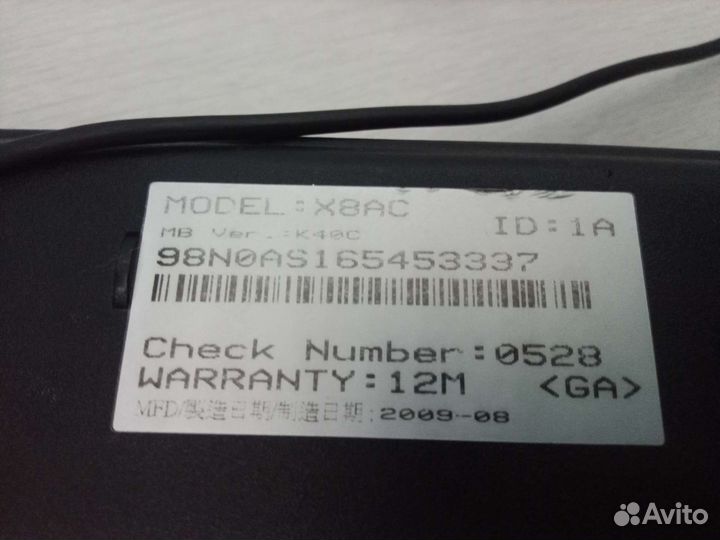 MODEL:X8AC
ID:1A
MB Ver.:K40C
98N0AS165453337
Check Number:0528
WARRANTY:12M <GA>
MFD/製造日期/制造日期:2009-08
Avito